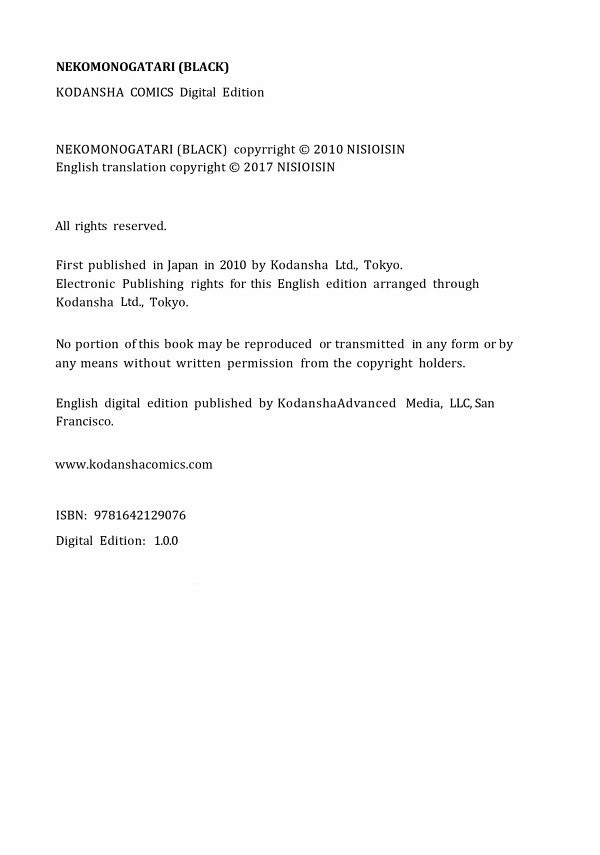 NEKOMONOGATARI (BLACK)
KODANSHA COMICS Digital Edition
NEKOMONOGATARI (BLACK) copyrright © 2010 NISIOISIN
English translation copyright © 2017 NISIOISIN
All rights reserved.
First published in Japan in 2010 by Kodansha Ltd., Tokyo.
Electronic Publishing rights for this English edition arranged through
Kodansha Ltd., Tokyo.
No portion of this book may be reproduced or transmitted in any form or by
any means without written permission from the copyright holders.
English digital edition published by KodanshaAdvanced Media, LLC, San
Francisco.
www.kodanshacomics.com
ISBN: 9781642129076
Digital Edition: 1.0.0